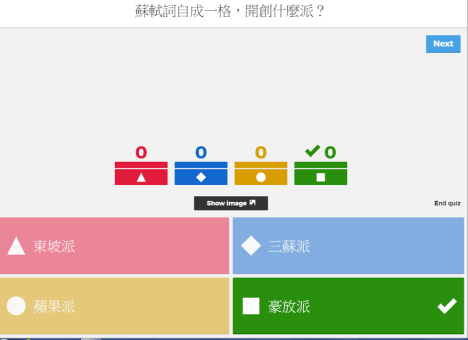 蘇軾詞自成一格，開創什麼派？
Next
0 0 0 0
Show image
End quiz
東坡派
三蘇派
蘋果派
豪放派